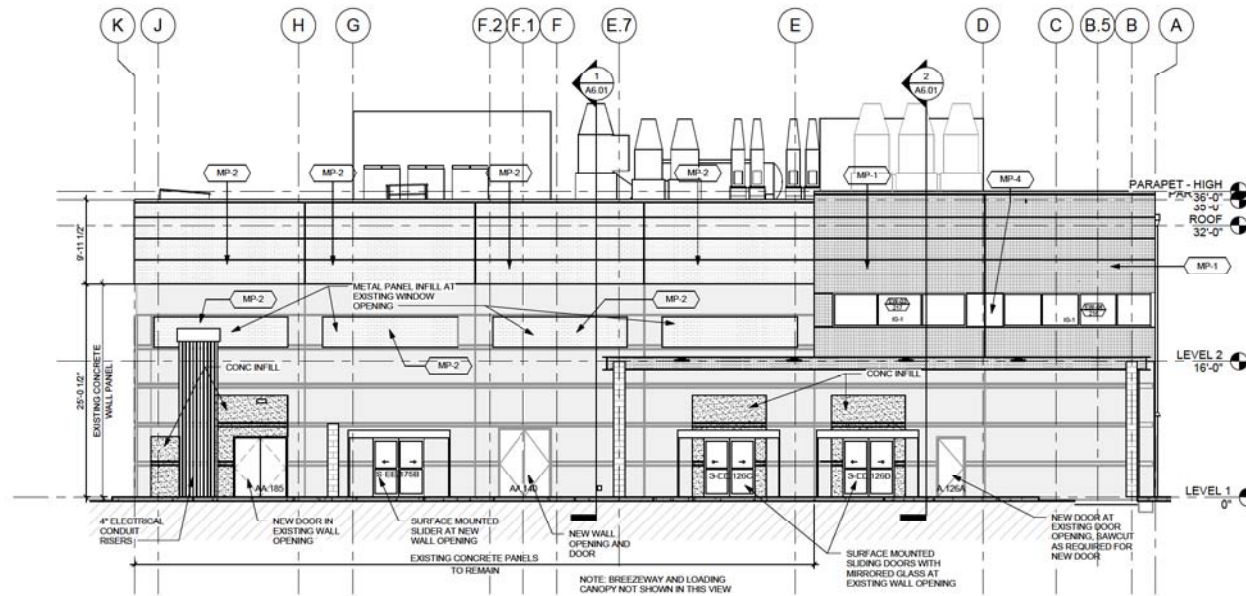 K J H G F.2 F.1 F E.7 E D C B.5 B A
1
A6.01
2
A6.01
MP-2 MP-2 MP-2 MP-2 MP-1 MP-4
PARAPET - HIGH
36'-0"
35'-0"
ROOF
32'-0"
9'-11 1/2"
MP-1
METAL PANEL INFILL AT
EXISTING WINDOW
OPENING
MP-2
MP-2
MP-2
IG-1
IG-1
LEVEL 2
16'-0"
CONC INFILL
CONC INFILL
25'-0 1/2"
EXISTING CONCRETE
WALL PANEL
AA.185
AA.140
LEVEL 1
0"
4" ELECTRICAL
CONDUIT
RISERS
NEW DOOR IN
EXISTING WALL
OPENING
SURFACE MOUNTED
SLIDER AT NEW
WALL OPENING
NEW WALL
OPENING AND
DOOR
SURFACE MOUNTED
SLIDING DOORS WITH
MIRRORED GLASS AT
EXISTING WALL OPENING
NEW DOOR AT
EXISTING DOOR
OPENING, SAWCUT
AS REQUIRED FOR
NEW DOOR
EXISTING CONCRETE PANELS
TO REMAIN
NOTE: BREEZEWAY AND LOADING
CANOPY NOT SHOWN IN THIS VIEW